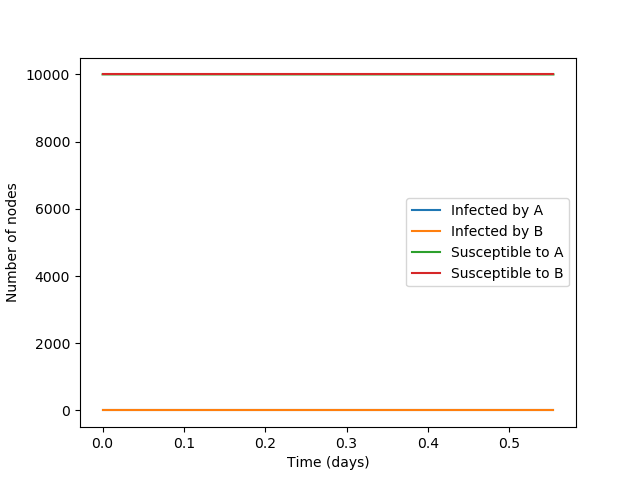 10000
8000
6000
4000
2000
0
Number of nodes
Infected by A
Infected by B
Susceptible to A
Susceptible to B
0.0 0.1 0.2 0.3 0.4 0.5
Time (days)